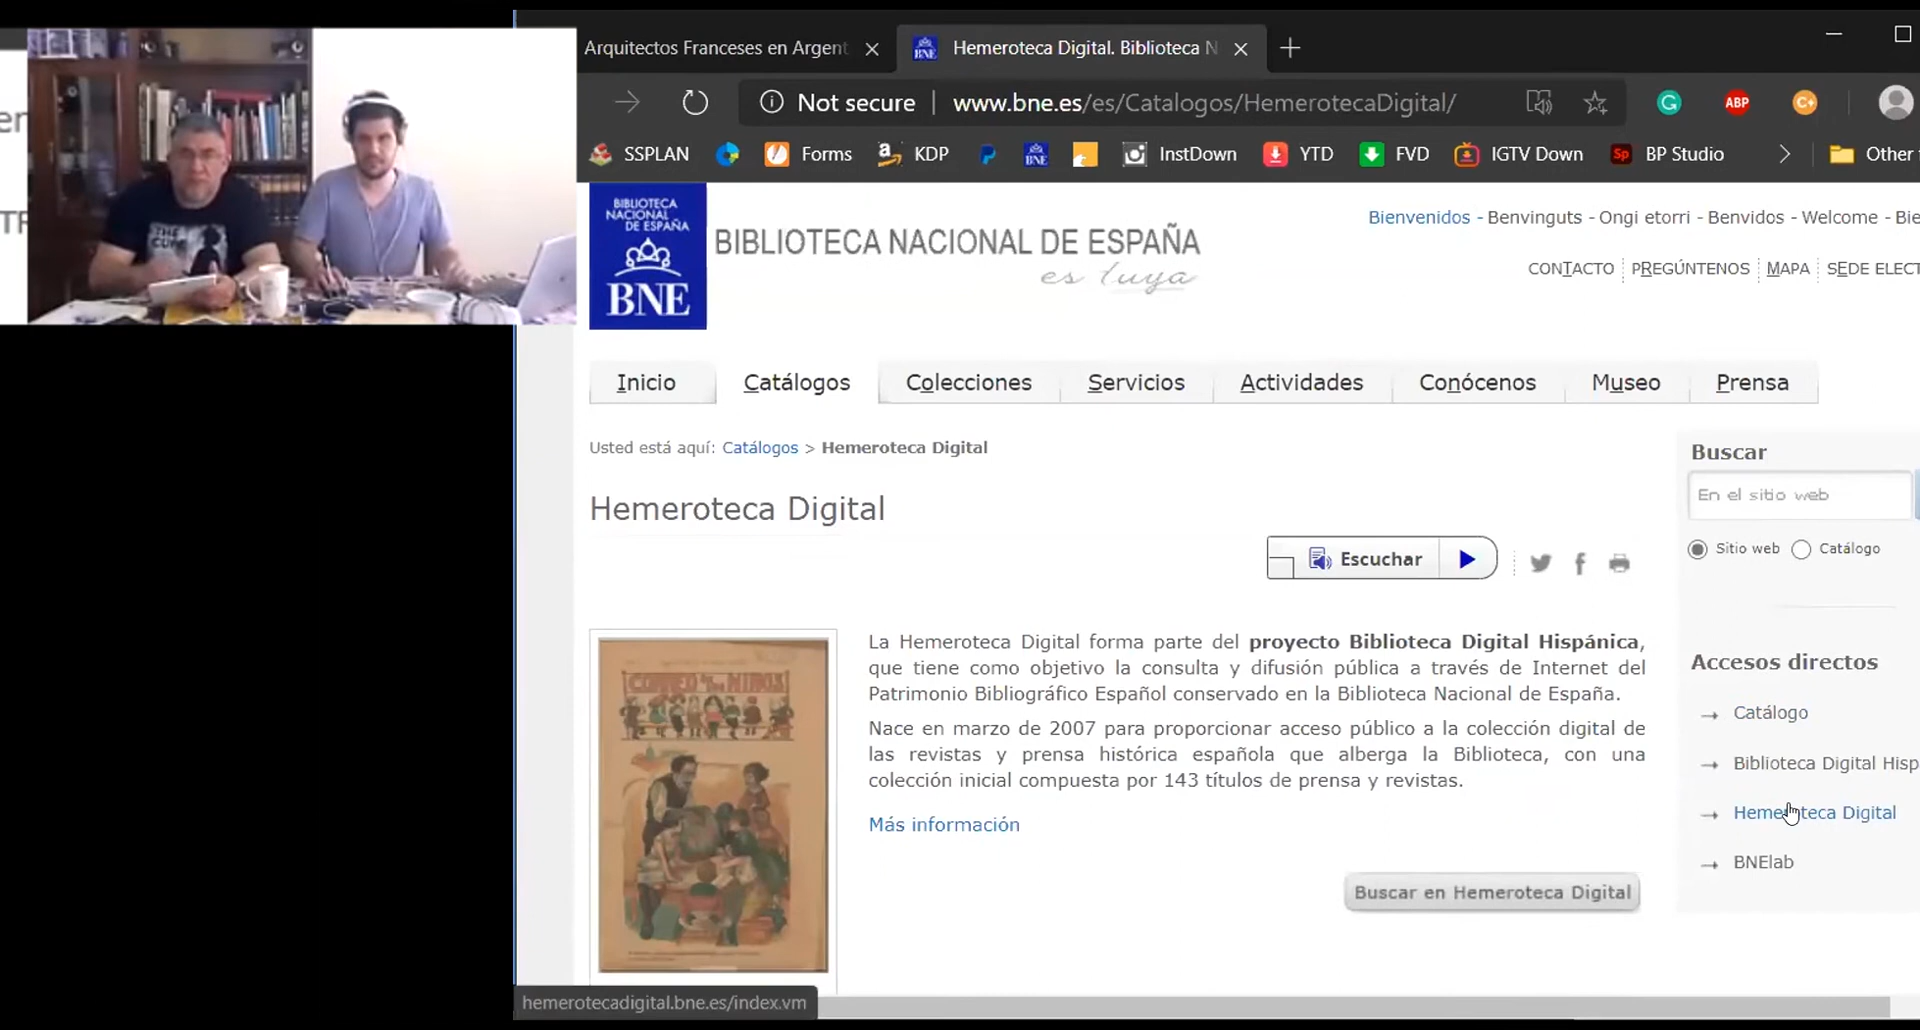 en
TR
THE
CURE
Arquitectos Franceses en Argent
Hemeroteca Digital. Biblioteca N
Not secure
www.bne.es/es/Catalogos/HemerotecaDigital/
ABP
SSPLAN
Forms
KDP
BNE
InstDown
YTD
FVD
IGTV Down
Sp
BP Studio
Other
BIBLIOTECA
NACIONAL
DE ESPAÑA
BNE
BIBLIOTECA NACIONAL DE ESPAÑA
es tuya
Bienvenidos - Benvinguts - Ongi etorri - Benvidos - Welcome - Bie
CONTACTO
PREGÚNTENOS
MAPA
SEDE ELECT
Inicio
Catálogos
Colecciones
Servicios
Actividades
Conócenos
Museo
Prensa
Usted está aquí: Catálogos > Hemeroteca Digital
Hemeroteca Digital
Escuchar
La Hemeroteca Digital forma parte del proyecto Biblioteca Digital Hispánica,
que tiene como objetivo la consulta y difusión pública a través de Internet del
Patrimonio Bibliográfico Español conservado en la Biblioteca Nacional de España.
Nace en marzo de 2007 para proporcionar acceso público a la colección digital de
las revistas y prensa histórica española que alberga la Biblioteca, con una
colección inicial compuesta por 143 títulos de prensa y revistas.
Más información
Buscar en Hemeroteca Digital
Buscar
En el sitio web
Sitio web
Catálogo
Accesos directos
Catálogo
Biblioteca Digital Hisp
Hemeroteca Digital
BNElab
hemerotecadigital.bne.es/index.vm